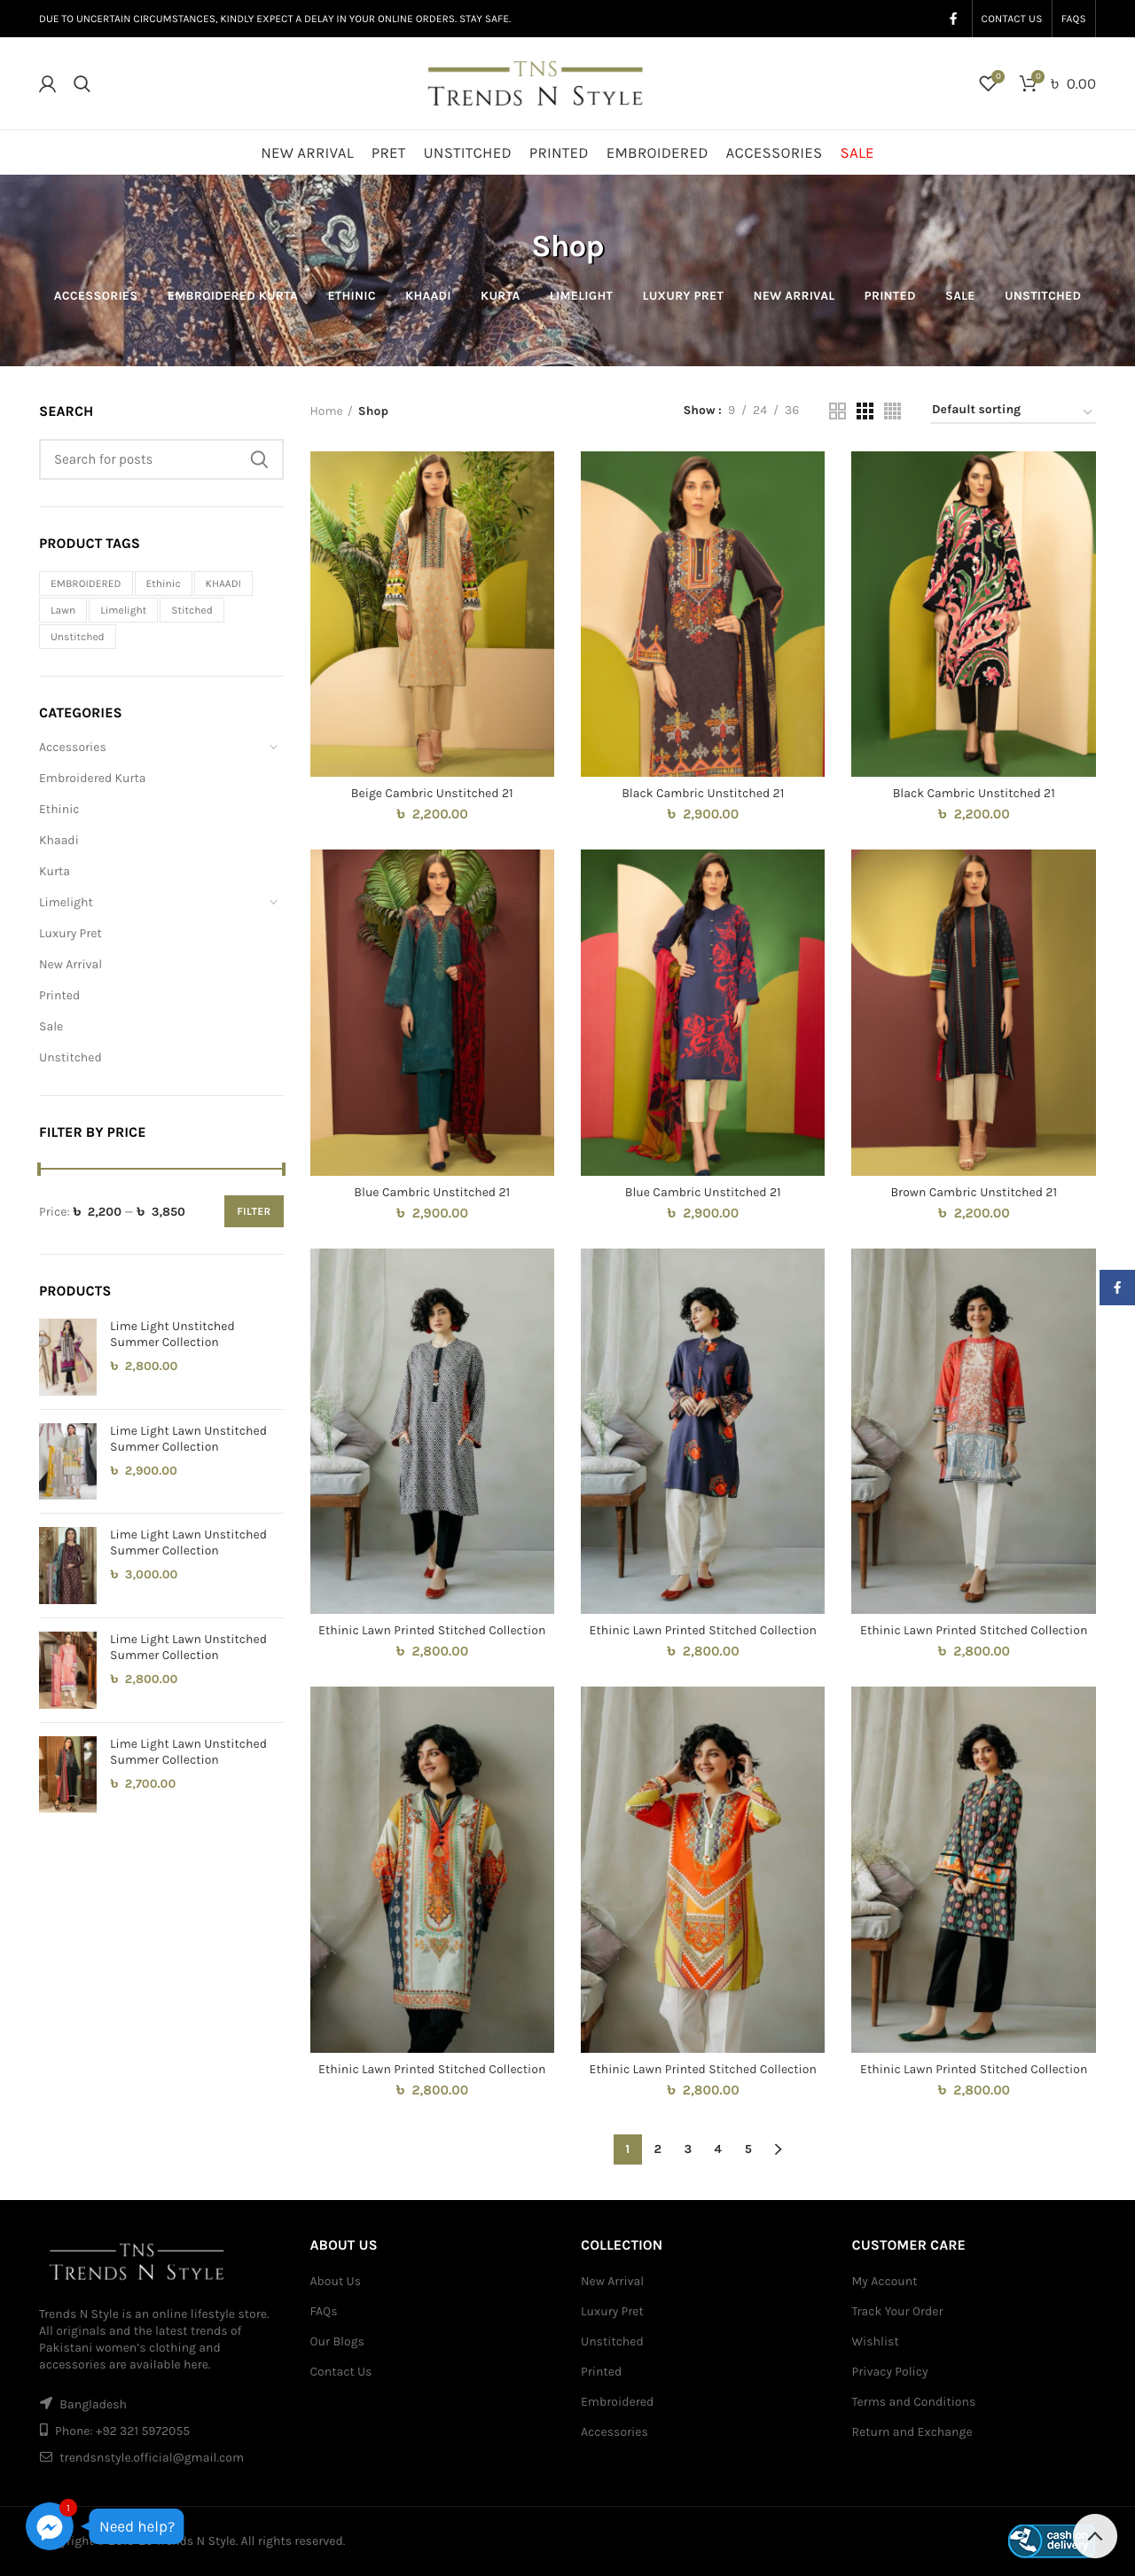 DUE TO UNCERTAIN CIRCUMSTANCES, KINDLY EXPECT A DELAY IN YOUR ONLINE ORDERS. STAY SAFE.
CONTACT US
FAQS
TNS
TRENDS N STYLE
0
0
৳ 0.00
NEW ARRIVAL PRET UNSTITCHED PRINTED EMBROIDERED ACCESSORIES SALE
Shop
ACCESSORIES EMBROIDERED KURTA ETHINIC KHAADI KURTA LIMELIGHT LUXURY PRET NEW ARRIVAL PRINTED SALE UNSTITCHED
SEARCH
Search for posts
PRODUCT TAGS
EMBROIDERED Ethinic KHAADI
Lawn Limelight Stitched
Unstitched
CATEGORIES
Accessories
Embroidered Kurta
Ethinic
Khaadi
Kurta
Limelight
Luxury Pret
New Arrival
Printed
Sale
Unstitched
FILTER BY PRICE
Price: ৳ 2,200 — ৳ 3,850
FILTER
PRODUCTS
Lime Light Unstitched
Summer Collection
৳ 2,800.00
Lime Light Lawn Unstitched
Summer Collection
৳ 2,900.00
Lime Light Lawn Unstitched
Summer Collection
৳ 3,000.00
Lime Light Lawn Unstitched
Summer Collection
৳ 2,800.00
Lime Light Lawn Unstitched
Summer Collection
৳ 2,700.00
Home / Shop
Show : 9 / 24 / 36
Default sorting
Beige Cambric Unstitched 21
৳ 2,200.00
Black Cambric Unstitched 21
৳ 2,900.00
Black Cambric Unstitched 21
৳ 2,200.00
Blue Cambric Unstitched 21
৳ 2,900.00
Blue Cambric Unstitched 21
৳ 2,900.00
Brown Cambric Unstitched 21
৳ 2,200.00
Ethinic Lawn Printed Stitched Collection
৳ 2,800.00
Ethinic Lawn Printed Stitched Collection
৳ 2,800.00
Ethinic Lawn Printed Stitched Collection
৳ 2,800.00
Ethinic Lawn Printed Stitched Collection
৳ 2,800.00
Ethinic Lawn Printed Stitched Collection
৳ 2,800.00
Ethinic Lawn Printed Stitched Collection
৳ 2,800.00
1 2 3 4 5
TNS
TRENDS N STYLE
Trends N Style is an online lifestyle store.
All originals and the latest trends of
Pakistani women's clothing and
accessories are available here.
Bangladesh
Phone: +92 321 5972055
trendsnstyle.official@gmail.com
ABOUT US
About Us
FAQs
Our Blogs
Contact Us
COLLECTION
New Arrival
Luxury Pret
Unstitched
Printed
Embroidered
Accessories
CUSTOMER CARE
My Account
Track Your Order
Wishlist
Privacy Policy
Terms and Conditions
Return and Exchange
1
Need help?
N Style. All rights reserved.
cash on
delivery